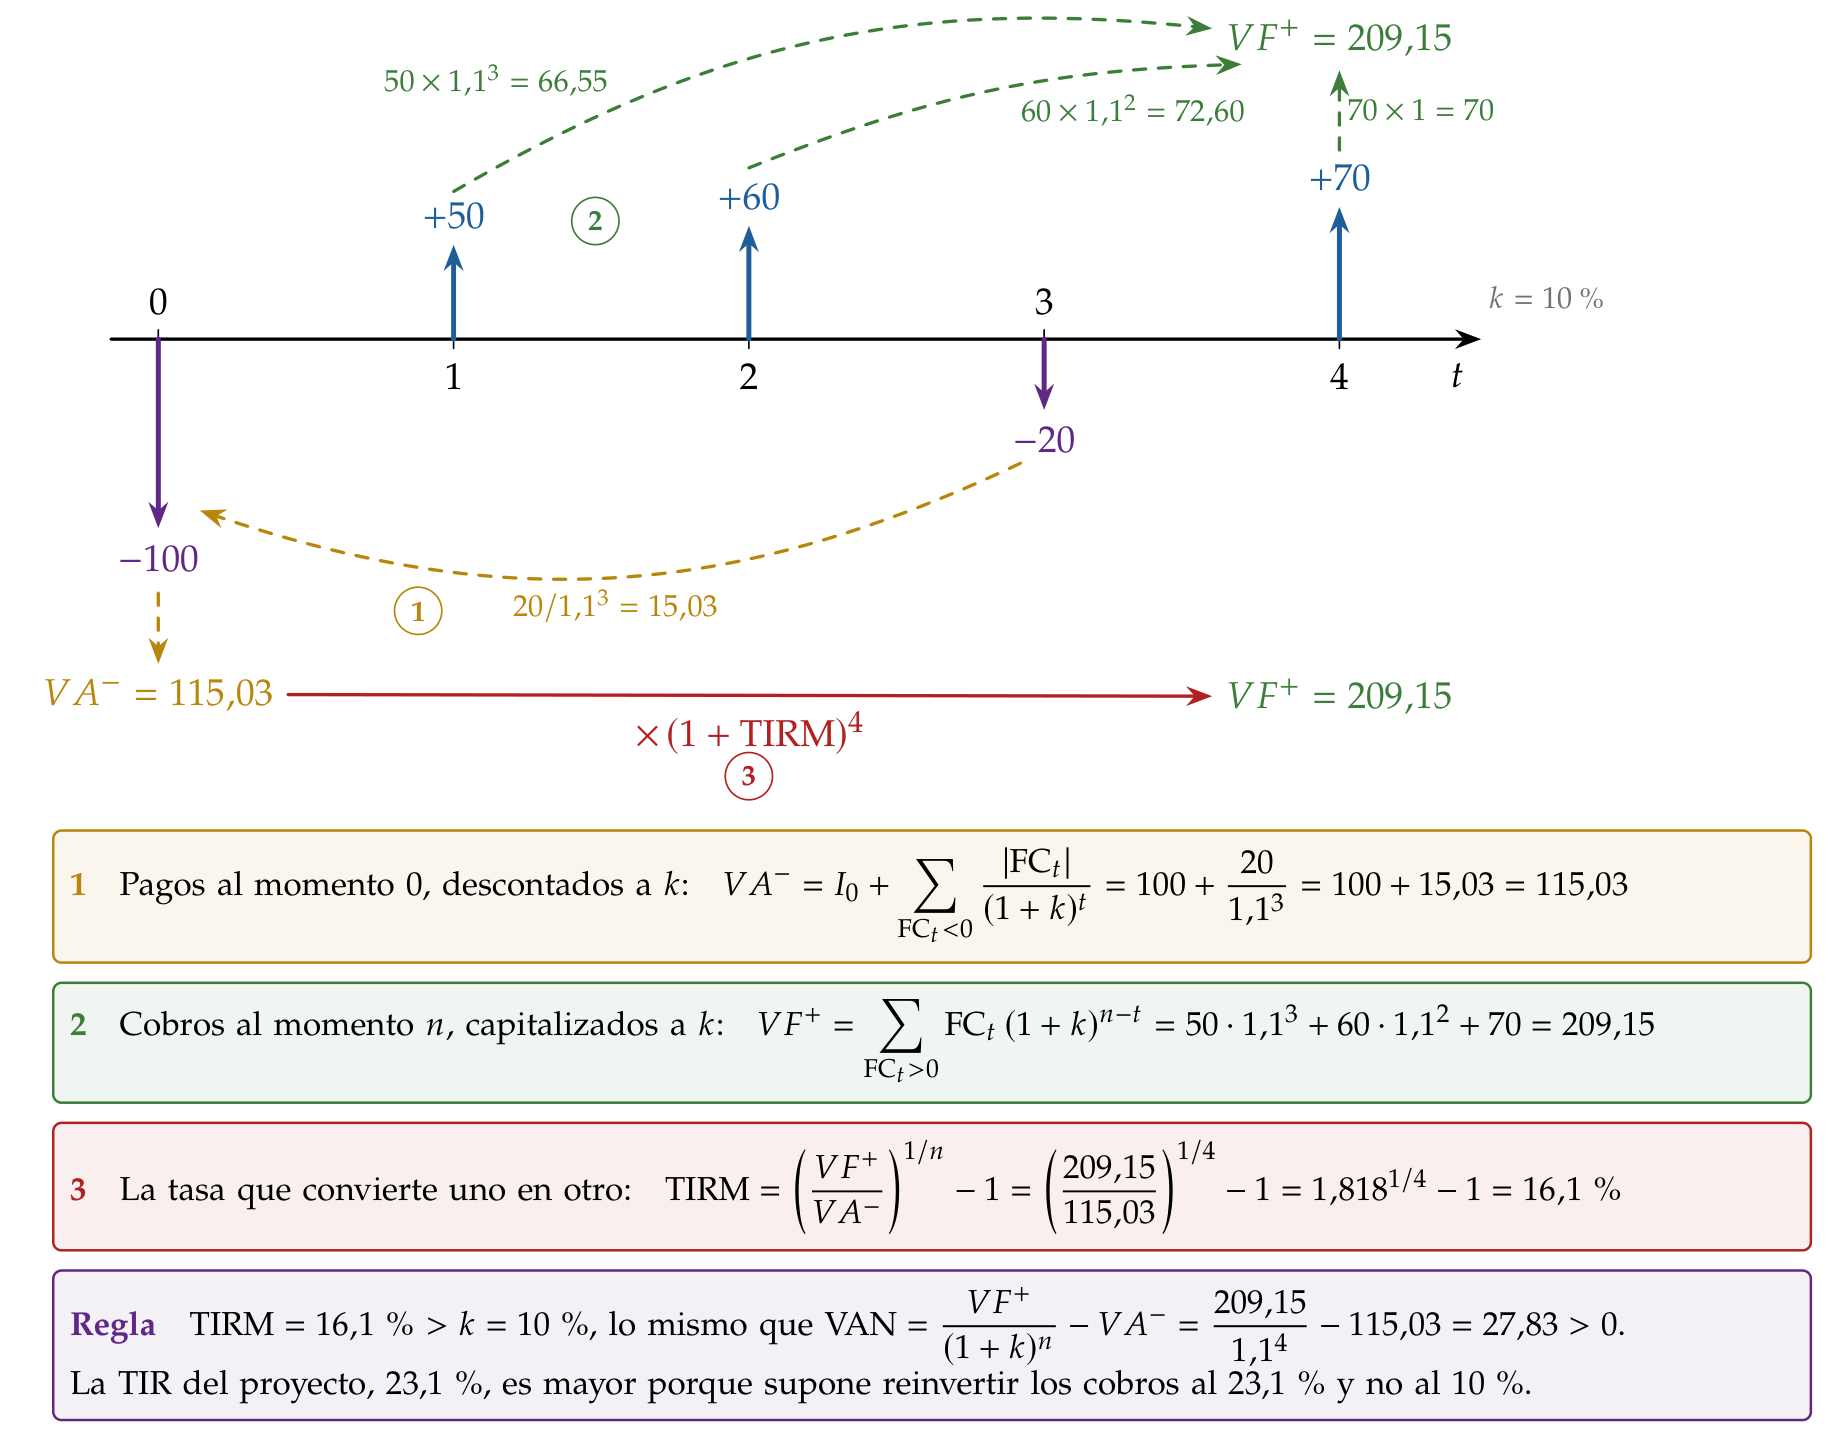 VF⁺ = 209,15
50 × 1,1³ = 66,55
60 × 1,1² = 72,60
70 × 1 = 70
+50
2
+60
+70
0
3
k = 10 %
1
2
4
t
−20
−100
1
20/1,1³ = 15,03
VA⁻ = 115,03
VF⁺ = 209,15
×(1 + TIRM)⁴
3
1 Pagos al momento 0, descontados a k: VA⁻ = I₀ + ∑_{FCₜ<0} |FCₜ|/(1 + k)ᵗ = 100 + 20/1,1³ = 100 + 15,03 = 115,03
2 Cobros al momento n, capitalizados a k: VF⁺ = ∑_{FCₜ>0} FCₜ (1 + k)ⁿ⁻ᵗ = 50 · 1,1³ + 60 · 1,1² + 70 = 209,15
3 La tasa que convierte uno en otro: TIRM = (VF⁺/VA⁻)^{1/n} − 1 = (209,15/115,03)^{1/4} − 1 = 1,818^{1/4} − 1 = 16,1 %
Regla TIRM = 16,1 % > k = 10 %, lo mismo que VAN = VF⁺/(1 + k)ⁿ − VA⁻ = 209,15/1,1⁴ − 115,03 = 27,83 > 0.
La TIR del proyecto, 23,1 %, es mayor porque supone reinvertir los cobros al 23,1 % y no al 10 %.